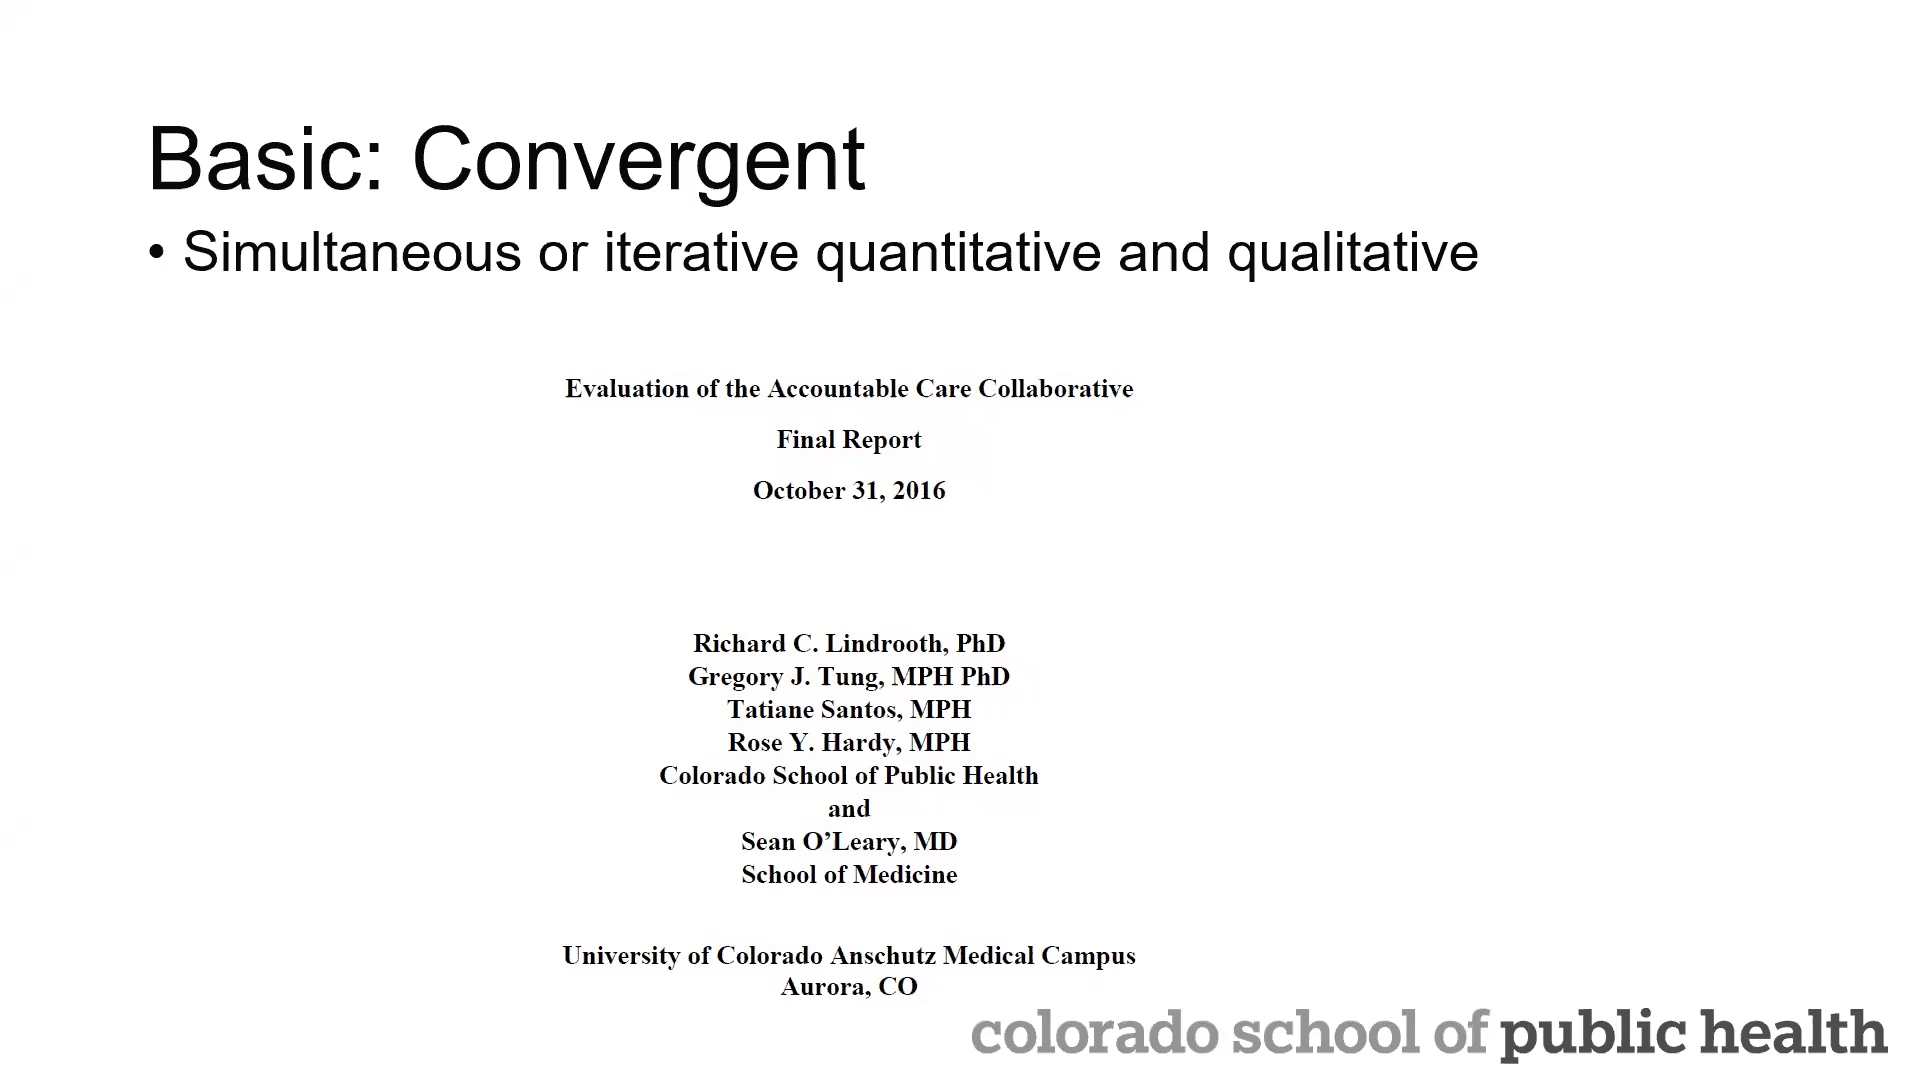 Basic: Convergent
• Simultaneous or iterative quantitative and qualitative
Evaluation of the Accountable Care Collaborative
Final Report
October 31, 2016
Richard C. Lindrooth, PhD
Gregory J. Tung, MPH PhD
Tatiane Santos, MPH
Rose Y. Hardy, MPH
Colorado School of Public Health
and
Sean O’Leary, MD
School of Medicine
University of Colorado Anschutz Medical Campus
Aurora, CO
colorado school of public health